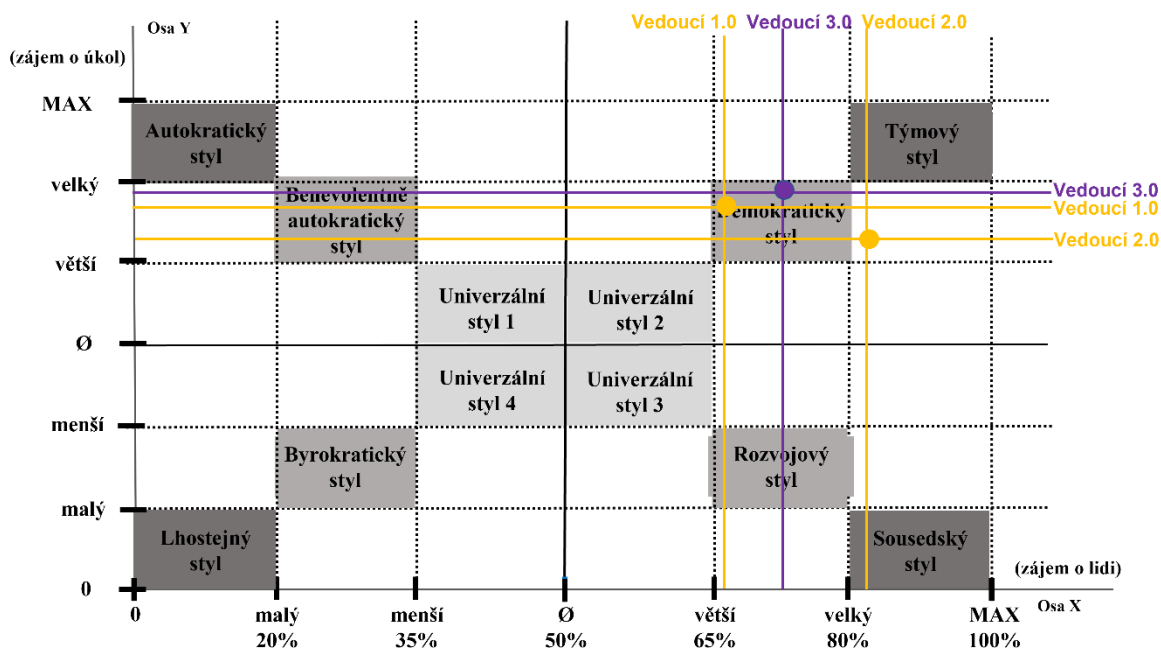 Osa Y
Vedoucí 1.0
Vedoucí 3.0
Vedoucí 2.0
(zájem o úkol)
MAX
Autokratický
styl
Týmový
styl
velký
Vedoucí 3.0
Benevolentně
autokratický
styl
Demokratický
styl
Vedoucí 1.0
Vedoucí 2.0
větší
Univerzální
styl 1
Univerzální
styl 2
Ø
Univerzální
styl 4
Univerzální
styl 3
menší
Byrokratický
styl
Rozvojový
styl
malý
Lhostejný
styl
Sousedský
styl
(zájem o lidi)
0
Osa X
0
malý
20%
menší
35%
Ø
50%
větší
65%
velký
80%
MAX
100%